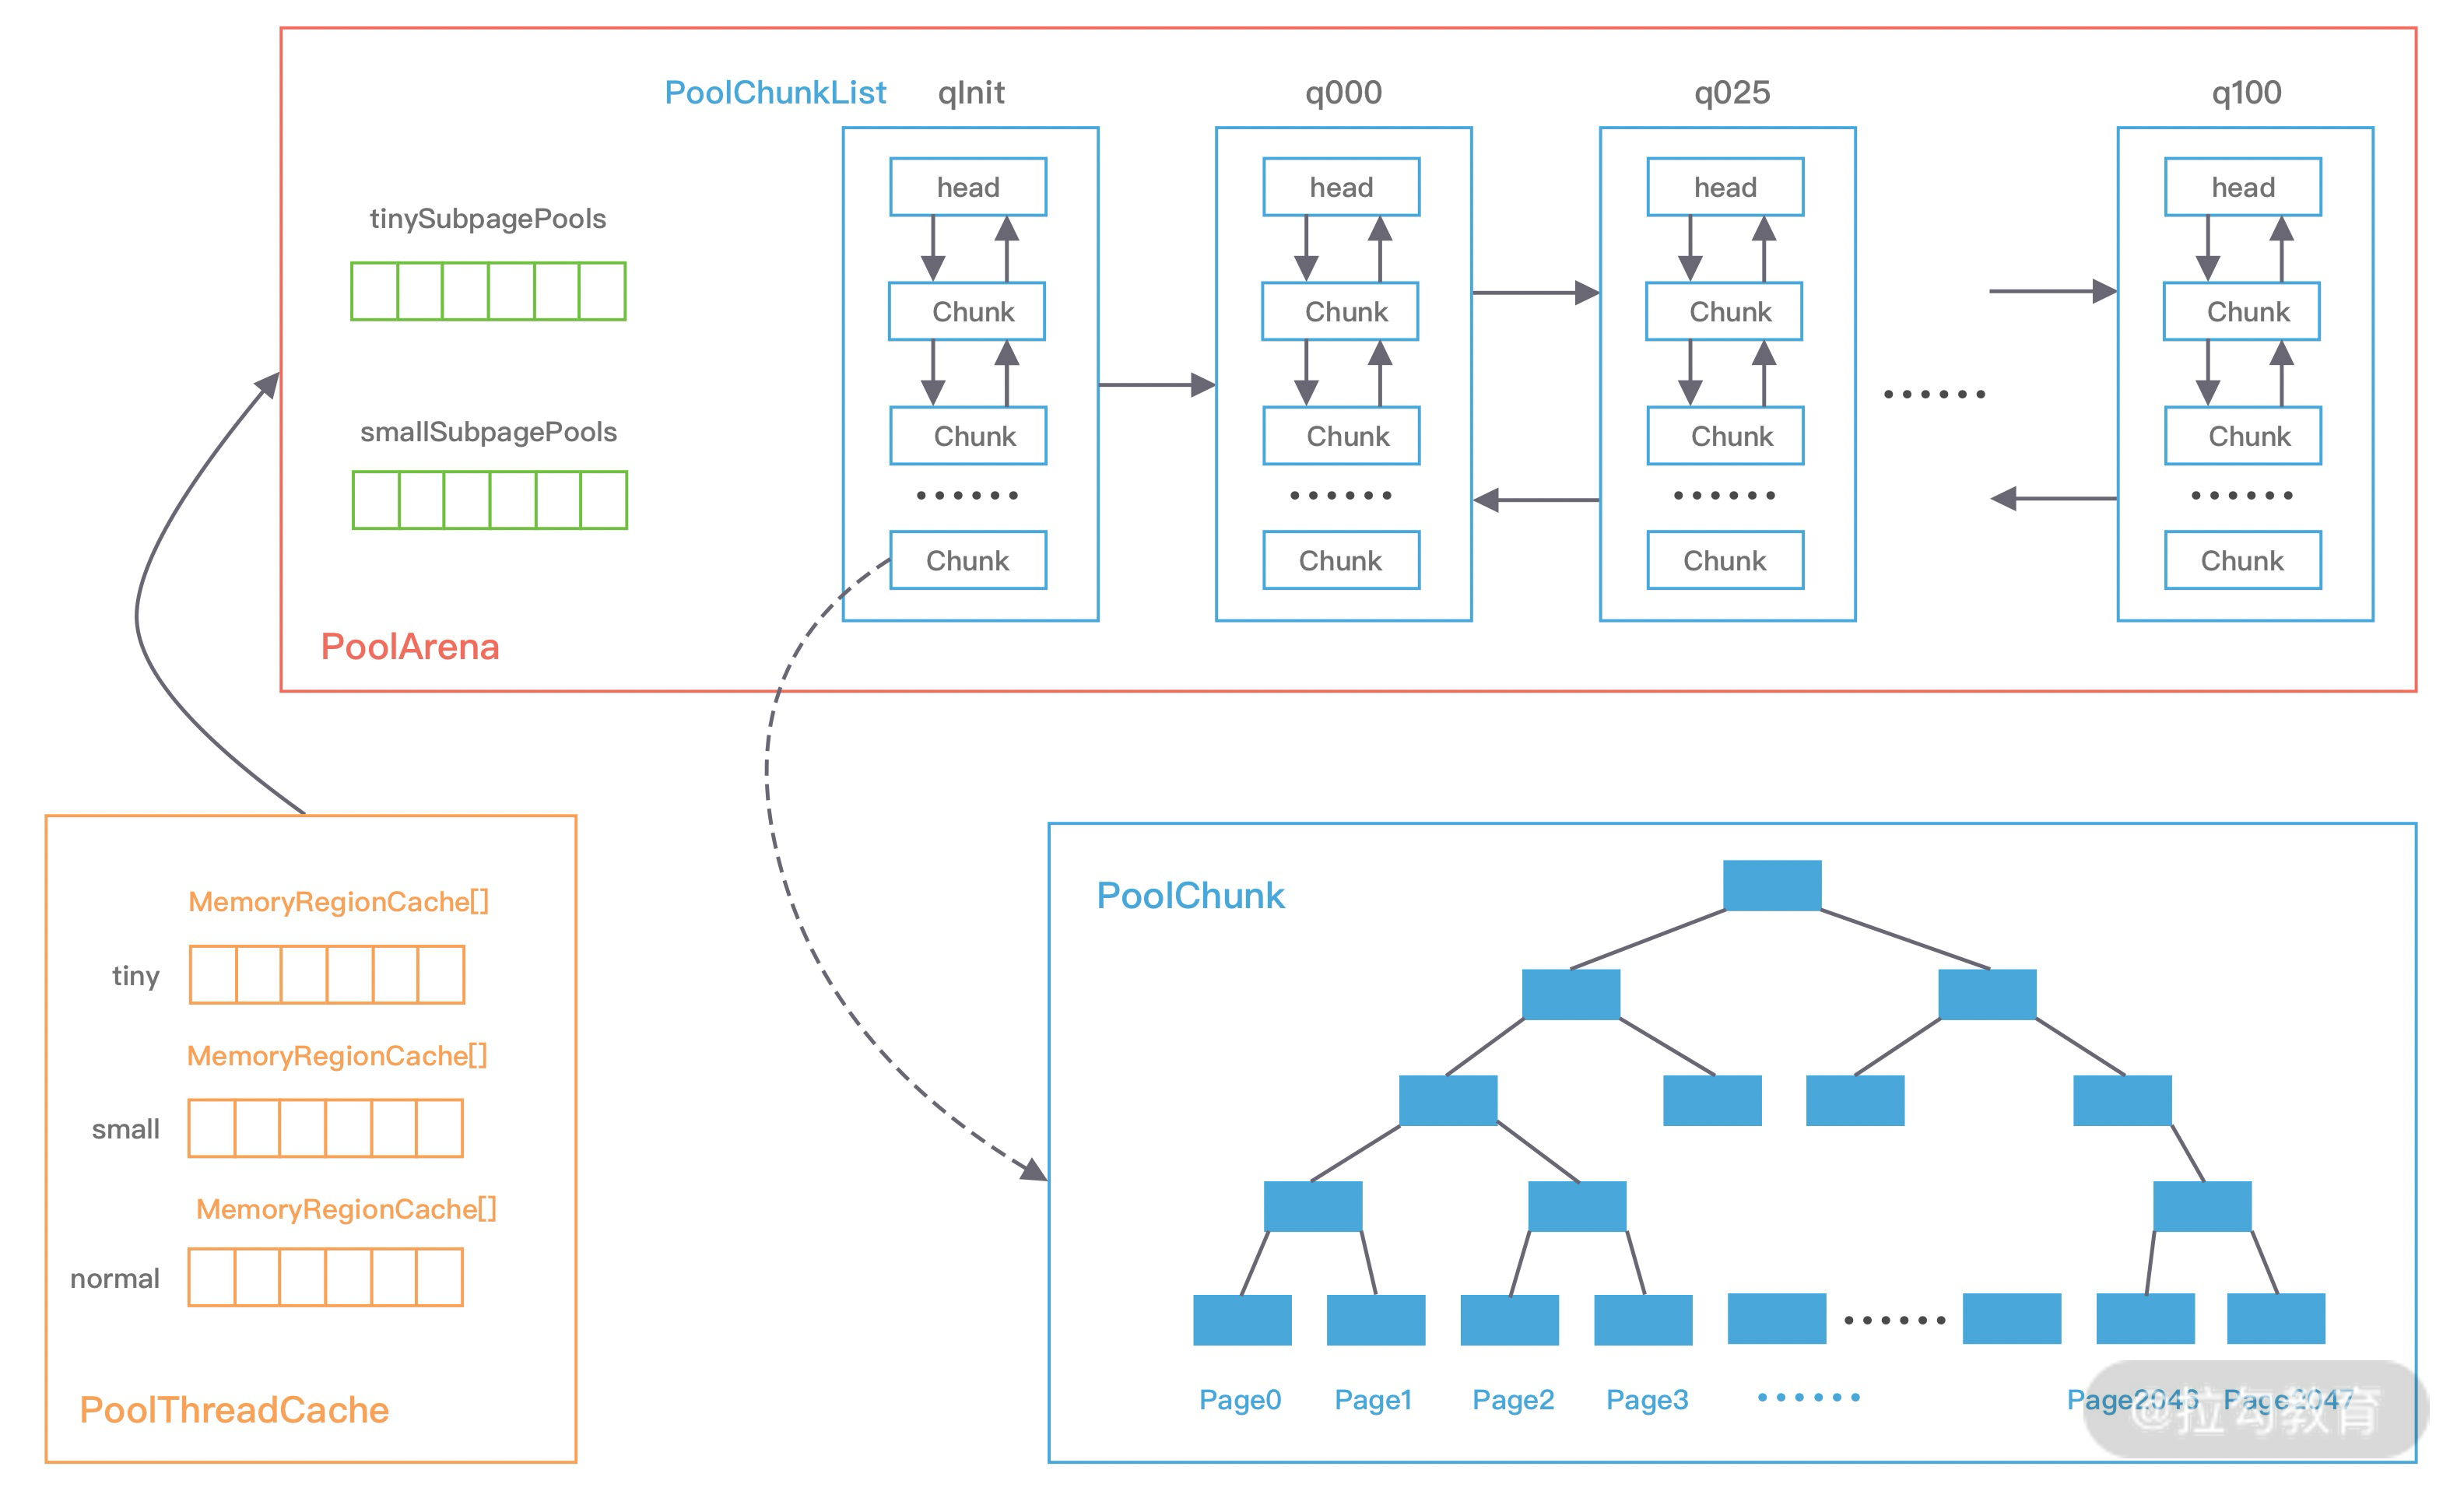 PoolChunkList
qInit
q000
q025
q100
head
head
head
head
tinySubpagePools
Chunk
Chunk
Chunk
Chunk
smallSubpagePools
Chunk
Chunk
Chunk
Chunk
Chunk
Chunk
Chunk
Chunk
PoolArena
MemoryRegionCache[]
tiny
MemoryRegionCache[]
small
MemoryRegionCache[]
normal
PoolThreadCache
PoolChunk
Page0
Page1
Page2
Page3
Page2046
Page2047
@拉勾教育